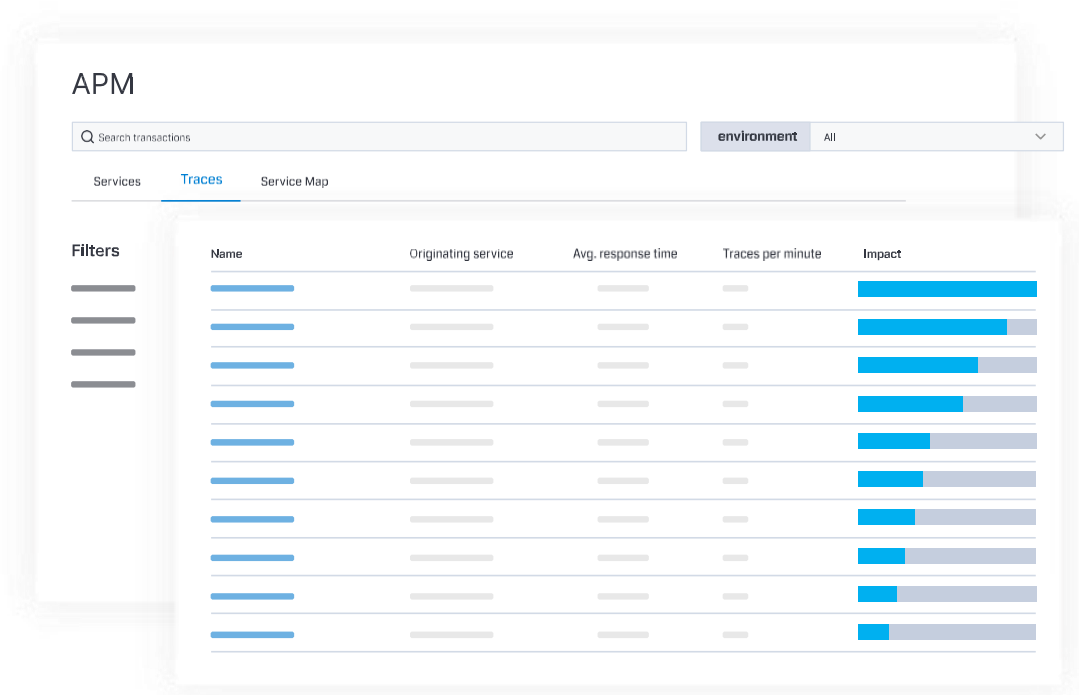 APM
Search transactions
environment All
Services Traces Service Map
Filters
Name Originating service Avg. response time Traces per minute Impact